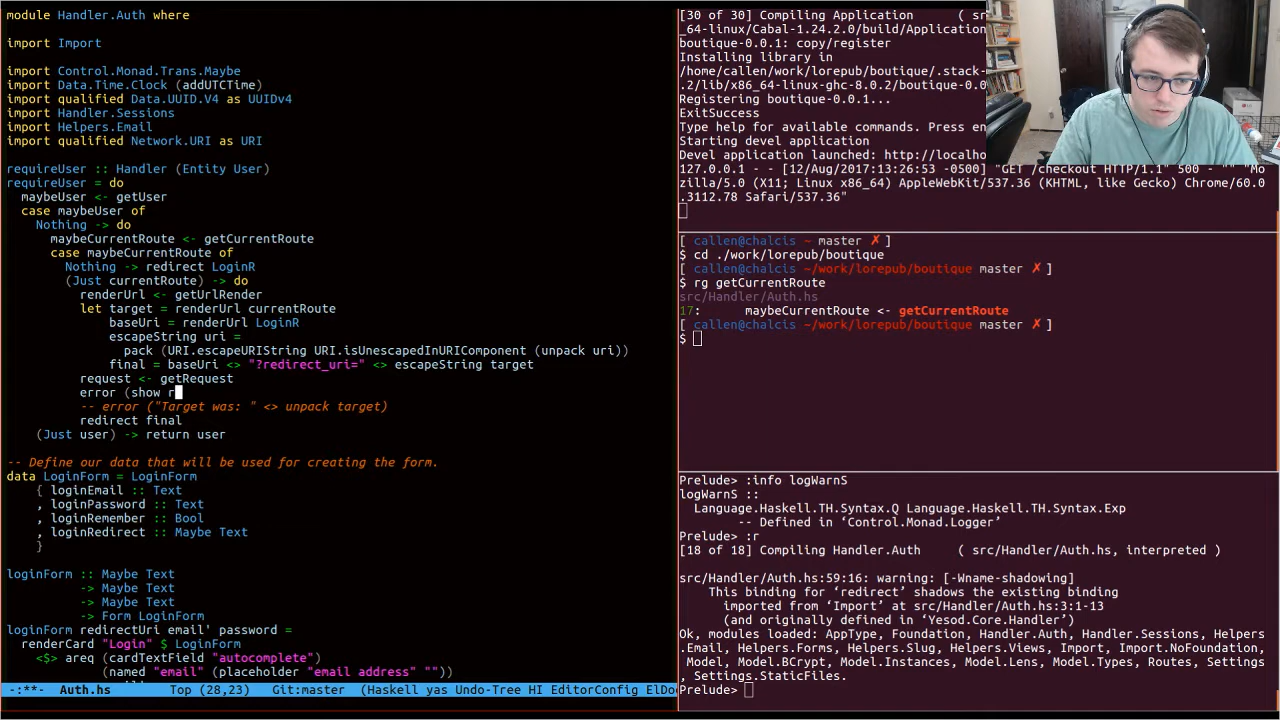 module Handler.Auth where
import Import
import Control.Monad.Trans.Maybe
import Data.Time.Clock (addUTCTime)
import qualified Data.UUID.V4 as UUIDv4
import Handler.Sessions
import Helpers.Email
import qualified Network.URI as URI
requireUser :: Handler (Entity User)
requireUser = do
maybeUser <- getUser
case maybeUser of
Nothing -> do
maybeCurrentRoute <- getCurrentRoute
case maybeCurrentRoute of
Nothing -> redirect LoginR
(Just currentRoute) -> do
renderUrl <- getUrlRender
let target = renderUrl currentRoute
baseUri = renderUrl LoginR
escapeString uri =
pack (URI.escapeURIString URI.isUnescapedInURIComponent (unpack uri))
final = baseUri <> "?redirect_uri=" <> escapeString target
request <- getRequest
error (show r
-- error ("Target was: " <> unpack target)
redirect final
(Just user) -> return user
-- Define our data that will be used for creating the form.
data LoginForm = LoginForm
{ loginEmail :: Text
, loginPassword :: Text
, loginRemember :: Bool
, loginRedirect :: Maybe Text
}
loginForm :: Maybe Text
-> Maybe Text
-> Maybe Text
-> Form LoginForm
loginForm redirectUri email' password =
renderCard "Login" $ LoginForm
<$> areq (cardTextField "autocomplete")
(named "email" (placeholder "email address" ""))
-:**- Auth.hs Top (28,23) Git:master (Haskell yas Undo-Tree HI EditorConfig ElDo
[30 of 30] Compiling Application ( sr
_64-linux/Cabal-1.24.2.0/build/Application
boutique-0.0.1: copy/register
Installing library in
/home/callen/work/lorepub/boutique/.stack-
.2/lib/x86_64-linux-ghc-8.0.2/boutique-0.0
Registering boutique-0.0.1...
ExitSuccess
Type help for available commands. Press en
Starting devel application
Devel application launched: http://localho
127.0.0.1 - - [12/Aug/2017:13:26:53 -0500] "GET /checkout HTTP/1.1" 500 - "" "Mo
zilla/5.0 (X11; Linux x86_64) AppleWebKit/537.36 (KHTML, like Gecko) Chrome/60.0
.3112.78 Safari/537.36"
[ callen@chalcis ~ master ✗ ]
$ cd ./work/lorepub/boutique
[ callen@chalcis ~/work/lorepub/boutique master ✗ ]
$ rg getCurrentRoute
src/Handler/Auth.hs
17: maybeCurrentRoute <- getCurrentRoute
[ callen@chalcis ~/work/lorepub/boutique master ✗ ]
$
Prelude> :info logWarnS
logWarnS ::
Language.Haskell.TH.Syntax.Q Language.Haskell.TH.Syntax.Exp
-- Defined in ‘Control.Monad.Logger’
Prelude> :r
[18 of 18] Compiling Handler.Auth ( src/Handler/Auth.hs, interpreted )
src/Handler/Auth.hs:59:16: warning: [-Wname-shadowing]
This binding for ‘redirect’ shadows the existing binding
imported from ‘Import’ at src/Handler/Auth.hs:3:1-13
(and originally defined in ‘Yesod.Core.Handler’)
Ok, modules loaded: AppType, Foundation, Handler.Auth, Handler.Sessions, Helpers
.Email, Helpers.Forms, Helpers.Slug, Helpers.Views, Import, Import.NoFoundation,
Model, Model.BCrypt, Model.Instances, Model.Lens, Model.Types, Routes, Settings
, Settings.StaticFiles.
Prelude>